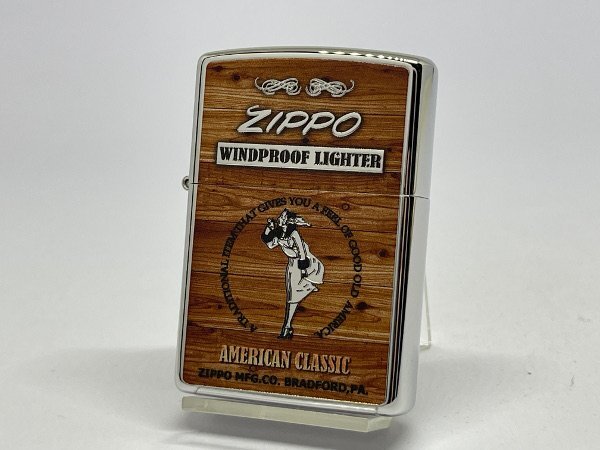 ZIPPO
WINDPROOF LIGHTER
A TRADITIONAL ITEM THAT GIVES YOU A FEEL OF GOOD OLD AMERICA
AMERICAN CLASSIC
ZIPPO MFG.CO. BRADFORD,PA.